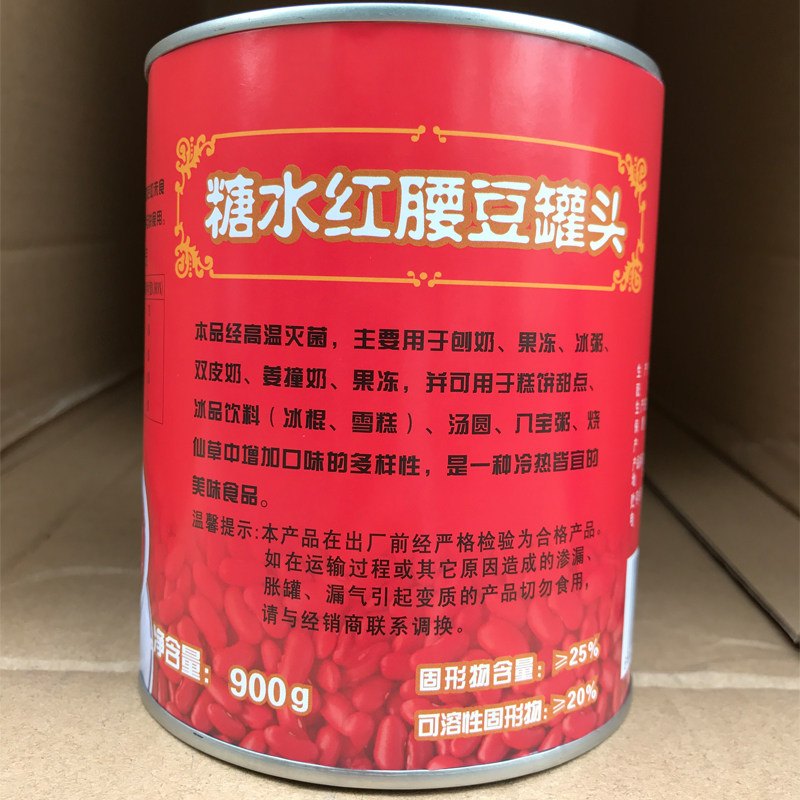 糖水红腰豆罐头
本品经高温灭菌，主要用于刨奶、果冻、冰粥、
双皮奶、姜撞奶、果冻，并可用于糕饼甜点、
冰品饮料（冰棍、雪糕）、汤圆、八宝粥、烧
仙草中增加口味的多样性，是一种冷热皆宜的
美味食品。
温馨提示:本产品在出厂前经严格检验为合格产品。
如在运输过程或其它原因造成的渗漏、
胀罐、漏气引起变质的产品切勿食用，
请与经销商联系调换。
净含量：900g
固形物含量：≥25%
可溶性固形物：≥20%